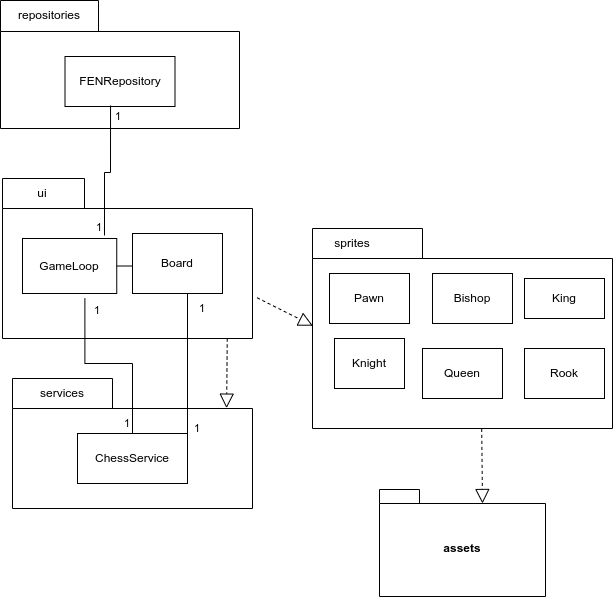 repositories
FENRepository
1
ui
1
GameLoop
Board
1
1
sprites
Pawn
Bishop
King
Knight
Queen
Rook
services
1
1
ChessService
assets